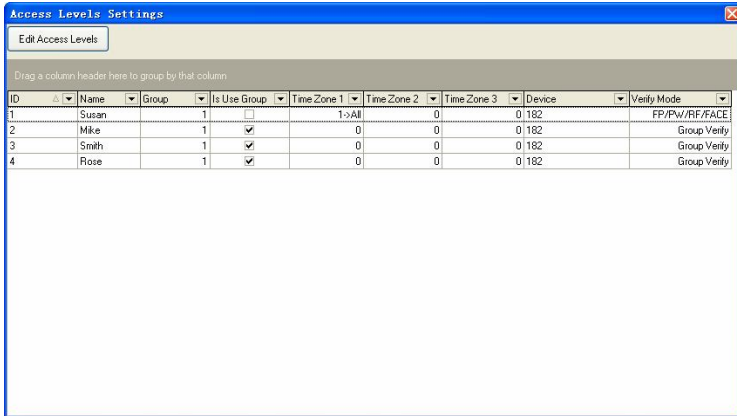 Access Levels Settings
Edit Access Levels
Drag a column header here to group by that column
ID Name Group Is Use Group Time Zone 1 Time Zone 2 Time Zone 3 Device Verify Mode
1 Susan 1 1->All 0 0 182 FP/PW/RF/FACE
2 Mike 1 0 0 0 182 Group Verify
3 Smith 1 0 0 0 182 Group Verify
4 Rose 1 0 0 0 182 Group Verify